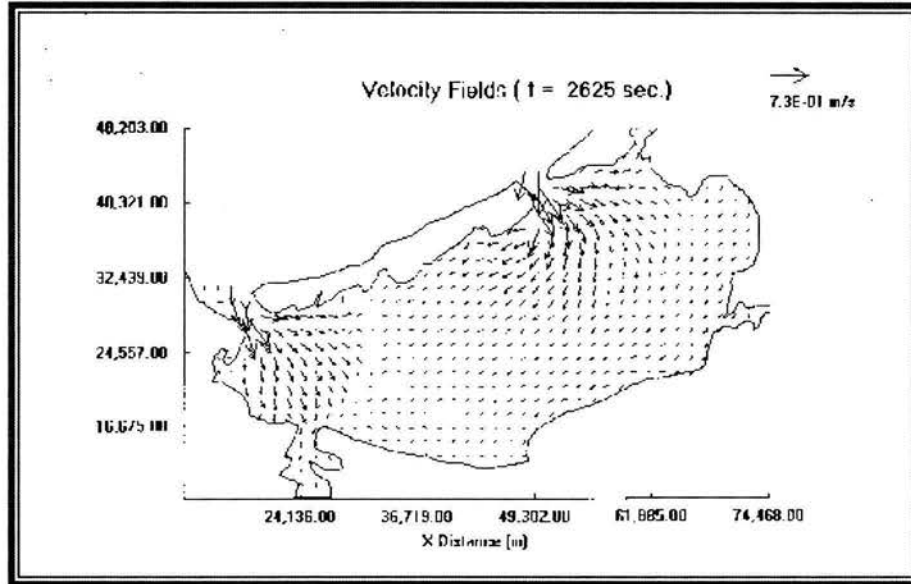 Velocity Fields ( t = 2625 sec.)
7.3E-01 m/s
48,203.00
40,321.00
32,439.00
24,557.00
16,675.00
24,136.00 36,719.00 49,302.00 61,885.00 74,468.00
X Distance (m)